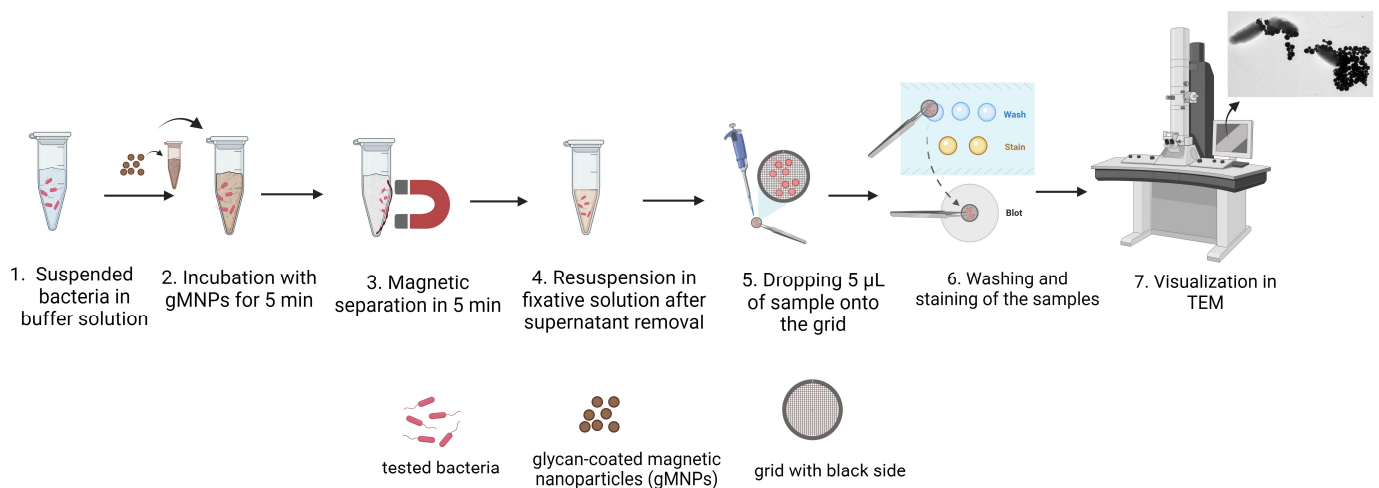 1. Suspended
bacteria in
buffer solution
2. Incubation with
gMNPs for 5 min
3. Magnetic
separation in 5 min
4. Resuspension in
fixative solution after
supernatant removal
5. Dropping 5 µL
of sample onto
the grid
Wash
Stain
Blot
6. Washing and
staining of the samples
7. Visualization in
TEM
tested bacteria
glycan-coated magnetic
nanoparticles (gMNPs)
grid with black side